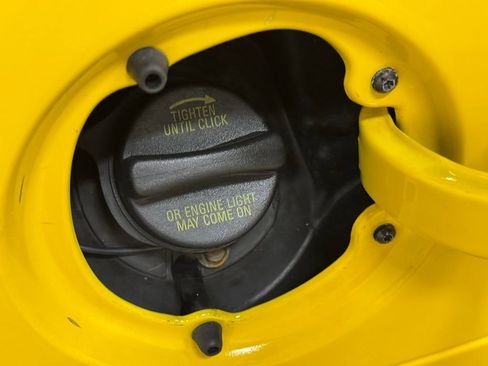 TIGHTEN
UNTIL CLICK
OR ENGINE LIGHT
MAY COME ON